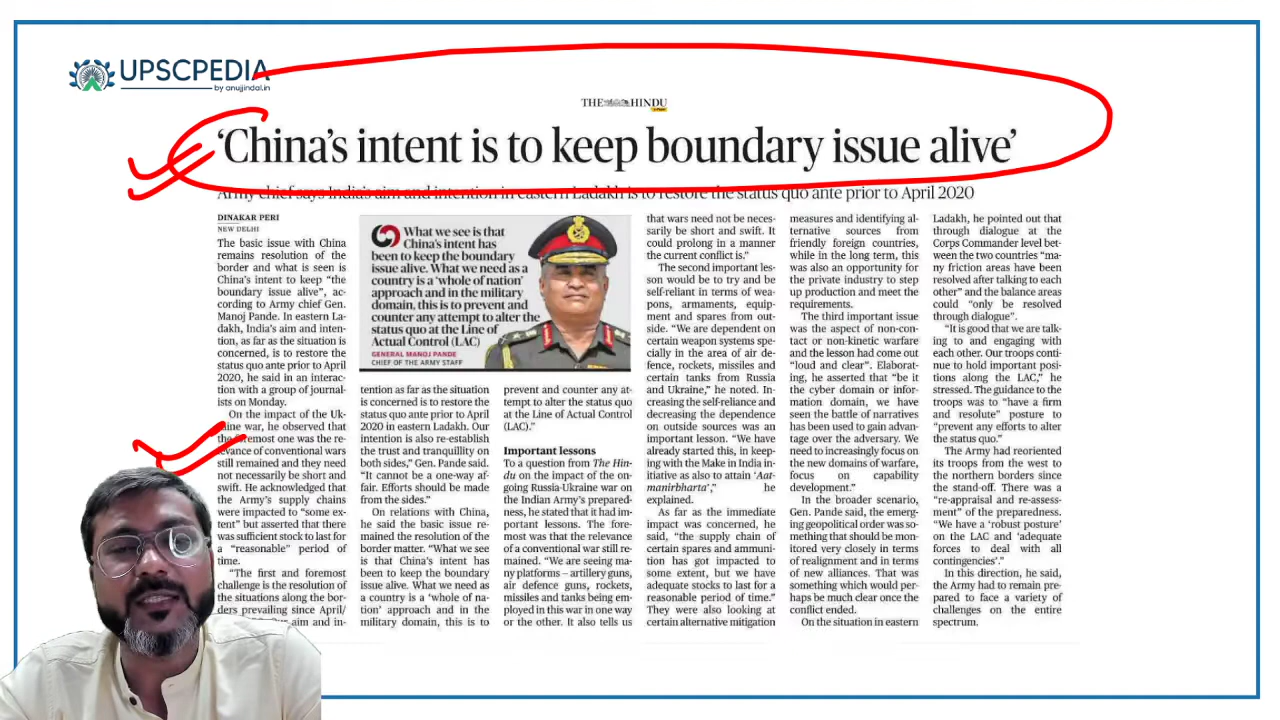 UPSCPEDIA
by anujjindal.in
THE HINDU
‘China’s intent is to keep boundary issue alive’
Army chief says India’s aim and intention in eastern Ladakh is to restore the status quo ante prior to April 2020
DINAKAR PERI
NEW DELHI
The basic issue with China
remains resolution of the
border and what is seen is
China’s intent to keep “the
boundary issue alive”, ac-
cording to Army chief Gen.
Manoj Pande. In eastern La-
dakh, India’s aim and inten-
tion, as far as the situation is
concerned, is to restore the
status quo ante prior to April
2020, he said in an interac-
tion with a group of journal-
ists on Monday.
On the impact of the Uk-
raine war, he observed that
the foremost one was the re-
levance of conventional wars
still remained and they need
not necessarily be short and
swift. He acknowledged that
the Army’s supply chains
were impacted to “some ex-
tent” but asserted that there
was sufficient stock to last for
a “reasonable” period of
time.
“The first and foremost
challenge is the resolution of
the situations along the bor-
ders prevailing since April/
aim and in-
What we see is that
China’s intent has
been to keep the boundary
issue alive. What we need as a
country is a ‘whole of nation’
approach and in the military
domain, this is to prevent and
counter any attempt to alter the
status quo at the Line of
Actual Control (LAC)
GENERAL MANOJ PANDE
CHIEF OF THE ARMY STAFF
tention as far as the situation
is concerned is to restore the
status quo ante prior to April
2020 in eastern Ladakh. Our
intention is also re-establish
the trust and tranquillity on
both sides,” Gen. Pande said.
“It cannot be a one-way af-
fair. Efforts should be made
from the sides.”
On relations with China,
he said the basic issue re-
mained the resolution of the
border matter. “What we see
is that China’s intent has
been to keep the boundary
issue alive. What we need as
a country is a ‘whole of na-
tion’ approach and in the
military domain, this is to
prevent and counter any at-
tempt to alter the status quo
at the Line of Actual Control
(LAC).”
Important lessons
To a question from The Hin-
du on the impact of the on-
going Russia-Ukraine war on
the Indian Army’s prepared-
ness, he stated that it had im-
portant lessons. The fore-
most was that the relevance
of a conventional war still re-
mained. “We are seeing ma-
ny platforms – artillery guns,
air defence guns, rockets,
missiles and tanks being em-
ployed in this war in one way
or the other. It also tells us
that wars need not be neces-
sarily be short and swift. It
could prolong in a manner
the current conflict is.”
The second important les-
son would be to try and be
self-reliant in terms of wea-
pons, armaments, equip-
ment and spares from out-
side. “We are dependent on
certain weapon systems spe-
cially in the area of air de-
fence, rockets, missiles and
certain tanks from Russia
and Ukraine,” he noted. In-
creasing the self-reliance and
decreasing the dependence
on outside sources was an
important lesson. “We have
already started this, in keep-
ing with the Make in India in-
itiative as also to attain ‘Aat-
manirbharta’,” he
explained.
As far as the immediate
impact was concerned, he
said, “the supply chain of
certain spares and ammuni-
tion has got impacted to
some extent, but we have
adequate stocks to last for a
reasonable period of time.”
They were also looking at
certain alternative mitigation
measures and identifying al-
ternative sources from
friendly foreign countries,
while in the long term, this
was also an opportunity for
the private industry to step
up production and meet the
requirements.
The third important issue
was the aspect of non-con-
tact or non-kinetic warfare
and the lesson had come out
“loud and clear”. Elaborat-
ing, he asserted that “be it
the cyber domain or infor-
mation domain, we have
seen the battle of narratives
has been used to gain advan-
tage over the adversary. We
need to increasingly focus on
the new domains of warfare,
focus on capability
development.”
In the broader scenario,
Gen. Pande said, the emerg-
ing geopolitical order was so-
mething that should be mon-
itored very closely in terms
of realignment and in terms
of new alliances. That was
something which would per-
haps be much clear once the
conflict ended.
On the situation in eastern
Ladakh, he pointed out that
through dialogue at the
Corps Commander level bet-
ween the two countries “ma-
ny friction areas have been
resolved after talking to each
other” and the balance areas
could “only be resolved
through dialogue”.
“It is good that we are talk-
ing to and engaging with
each other. Our troops conti-
nue to hold important posi-
tions along the LAC,” he
stressed. The guidance to the
troops was to “have a firm
and resolute” posture to
“prevent any efforts to alter
the status quo.”
The Army had reoriented
its troops from the west to
the northern borders since
the stand-off. There was a
“re-appraisal and re-assess-
ment” of the preparedness.
“We have a ‘robust posture’
on the LAC and ‘adequate
forces to deal with all
contingencies’.”
In this direction, he said,
the Army had to remain pre-
pared to face a variety of
challenges on the entire
spectrum.